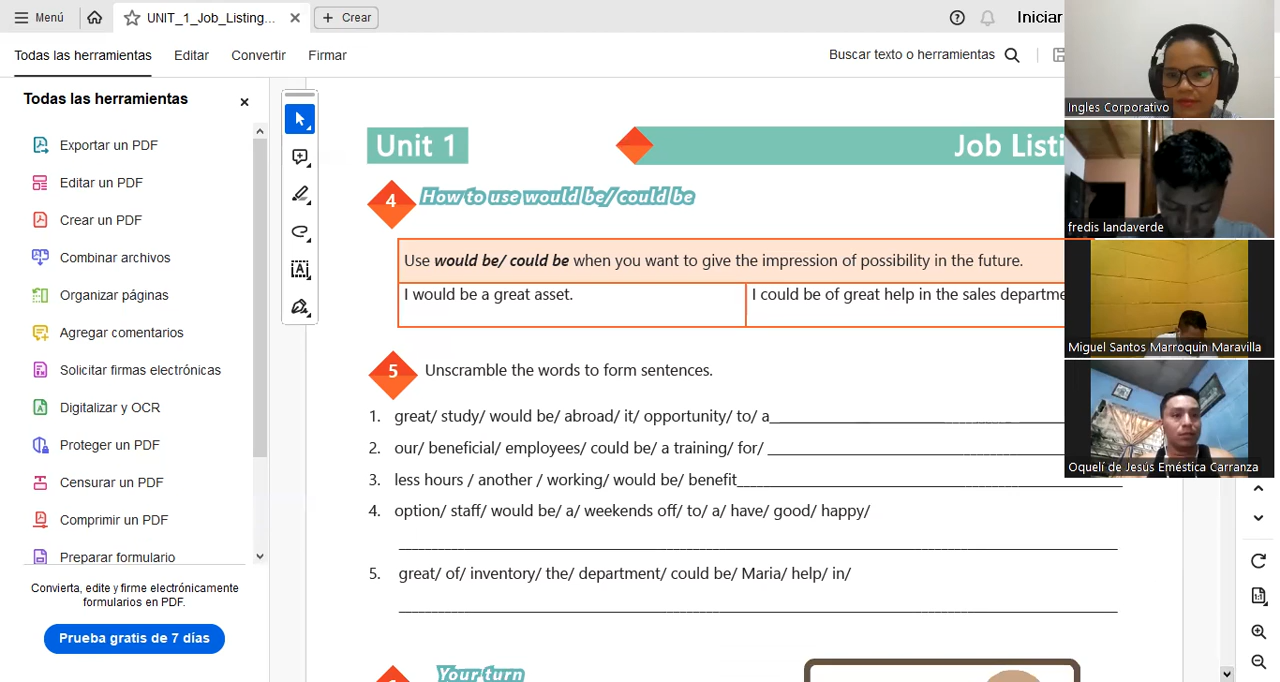 Menú
UNIT_1_Job_Listing...
Crear
Iniciar
Todas las herramientas
Editar
Convertir
Firmar
Buscar texto o herramientas
Todas las herramientas
Exportar un PDF
Editar un PDF
Crear un PDF
Combinar archivos
Organizar páginas
Agregar comentarios
Solicitar firmas electrónicas
Digitalizar y OCR
Proteger un PDF
Censurar un PDF
Comprimir un PDF
Preparar formulario
Convierta, edite y firme electrónicamente
formularios en PDF.
Prueba gratis de 7 días
Unit 1
Job Listi
4 How to use would be/ could be
Use would be/ could be when you want to give the impression of possibility in the future.
I would be a great asset.
I could be of great help in the sales departme
5 Unscramble the words to form sentences.
1. great/ study/ would be/ abroad/ it/ opportunity/ to/ a
2. our/ beneficial/ employees/ could be/ a training/ for/
3. less hours / another / working/ would be/ benefit
4. option/ staff/ would be/ a/ weekends off/ to/ a/ have/ good/ happy/
5. great/ of/ inventory/ the/ department/ could be/ Maria/ help/ in/
Your turn
Ingles Corporativo
fredis landaverde
Miguel Santos Marroquin Maravilla
Oquelí de Jesús Eméstica Carranza